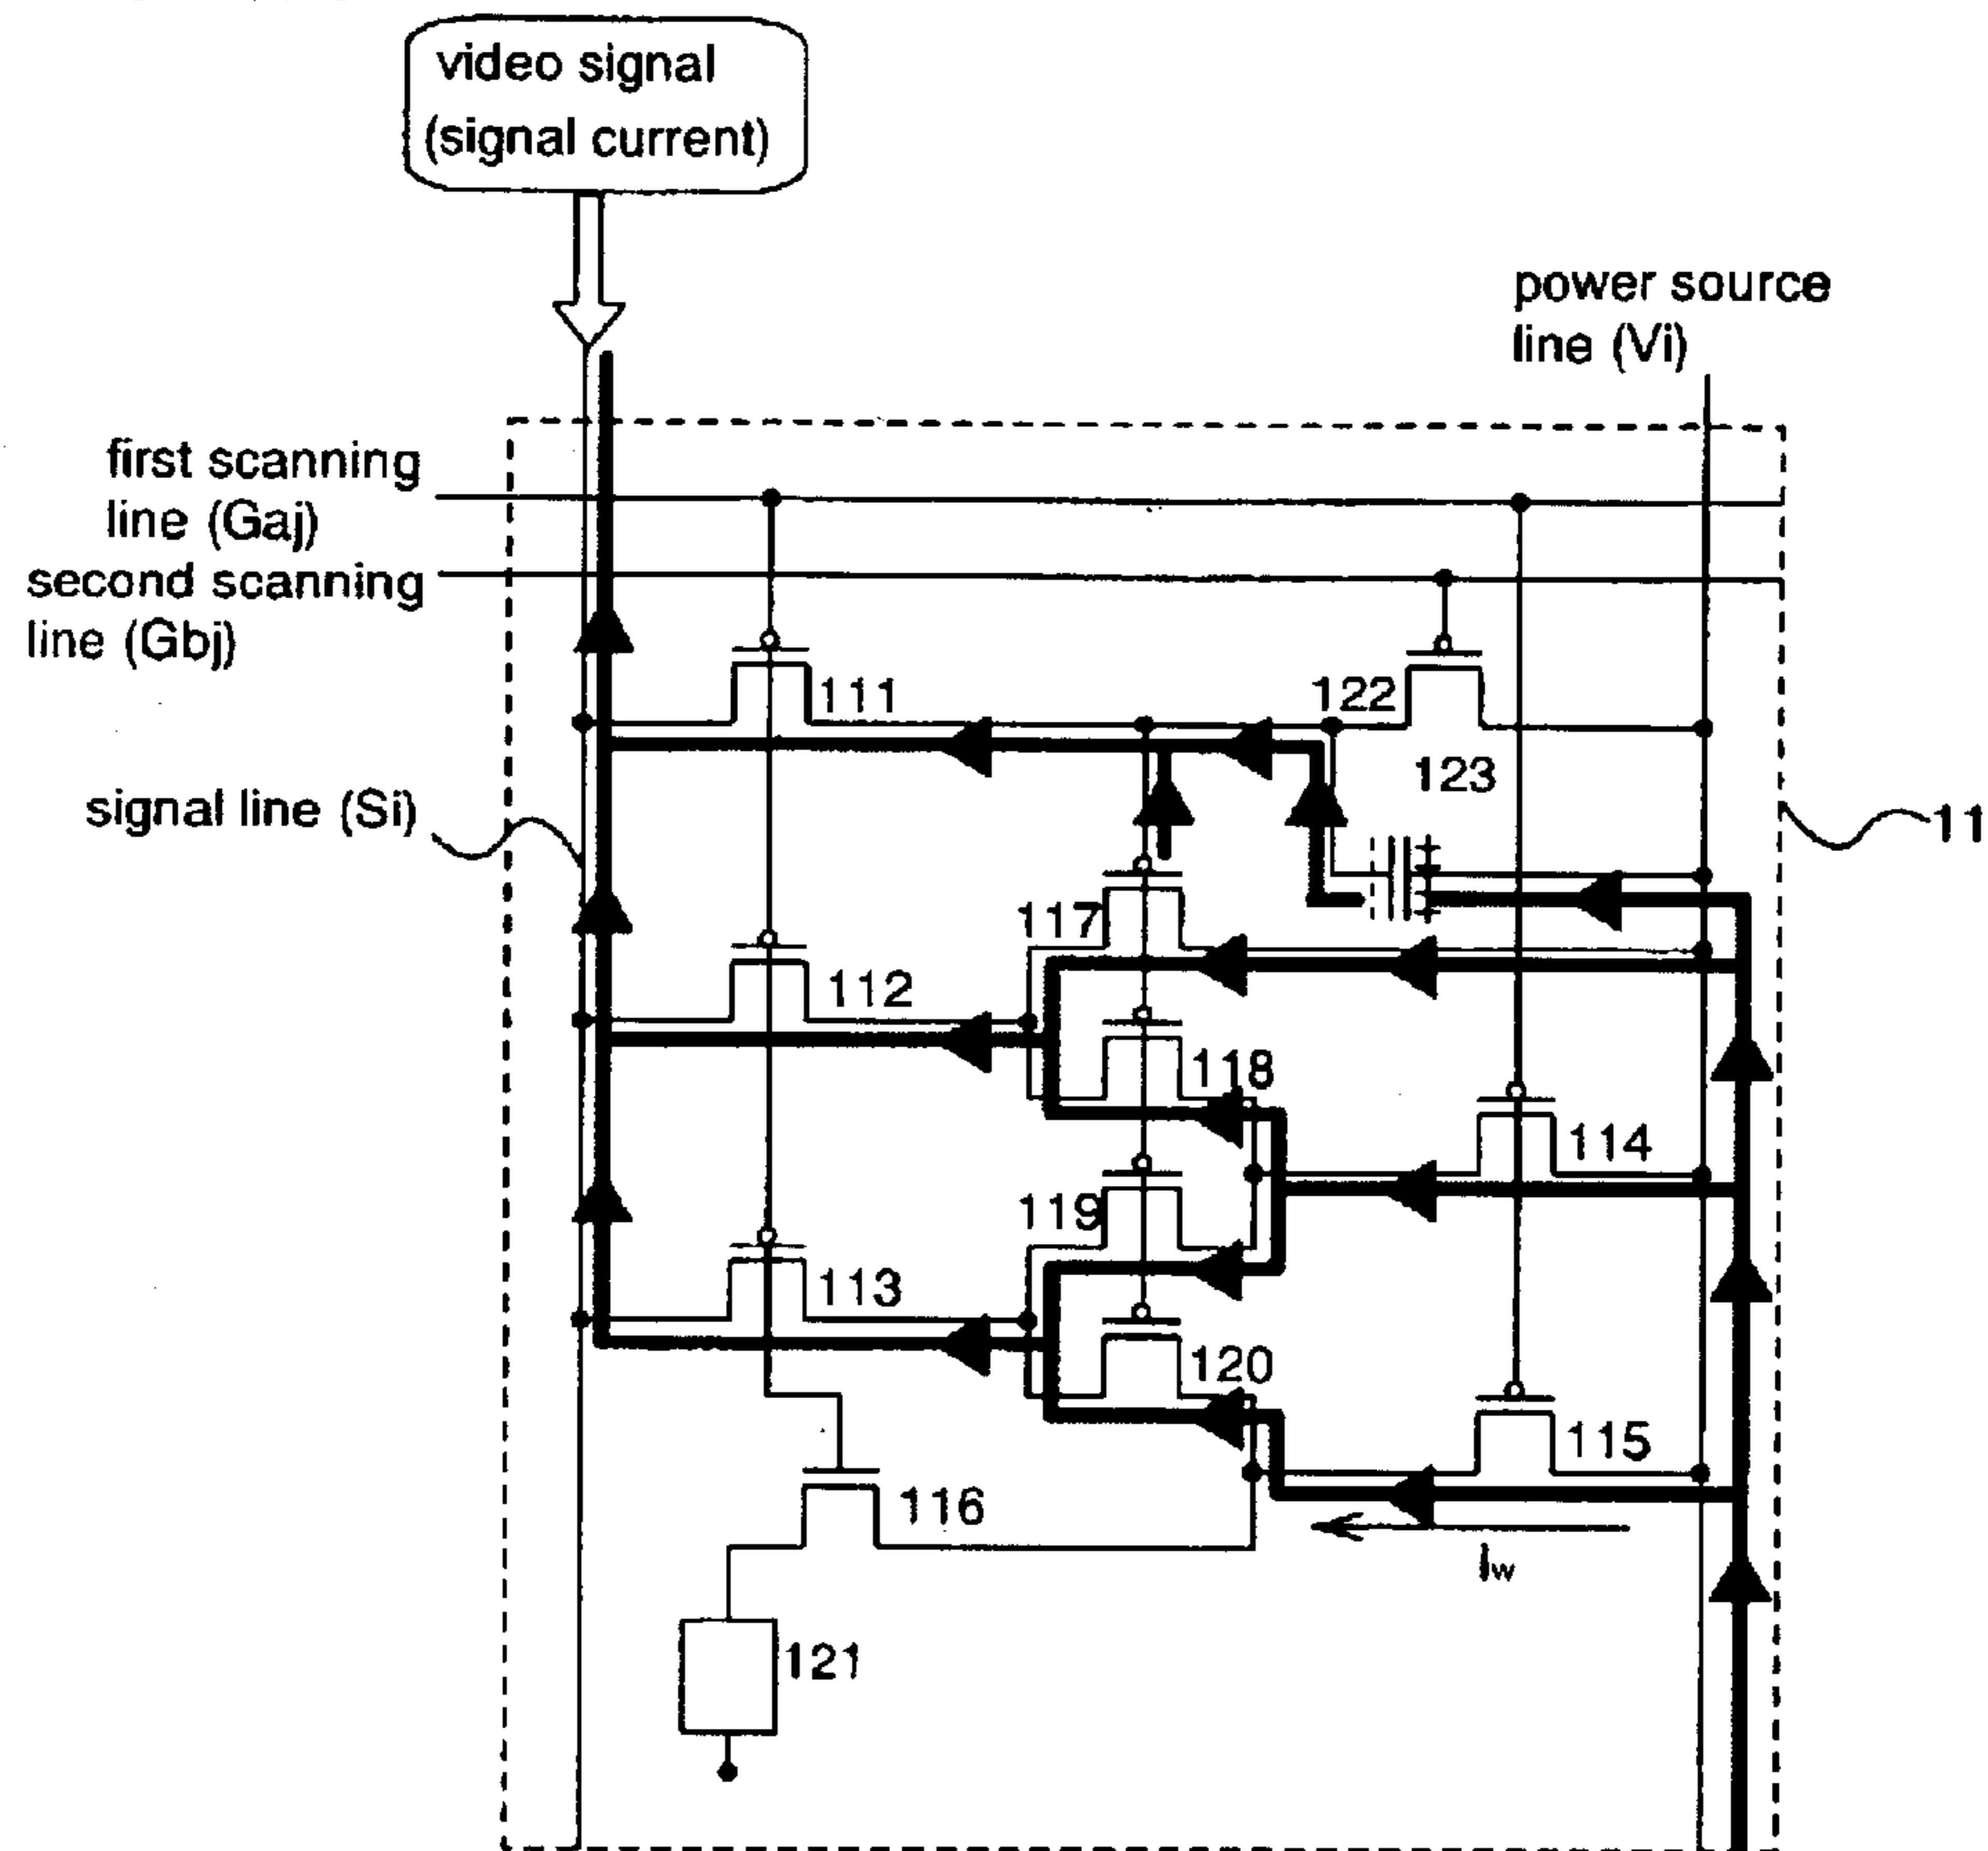 video signal
(signal current)
power source
line (Vi)
first scanning
line (Gaj)
second scanning
line (Gbj)
111
122
123
signal line (Si)
11
117
112
118
114
119
113
120
115
116
Iw
121